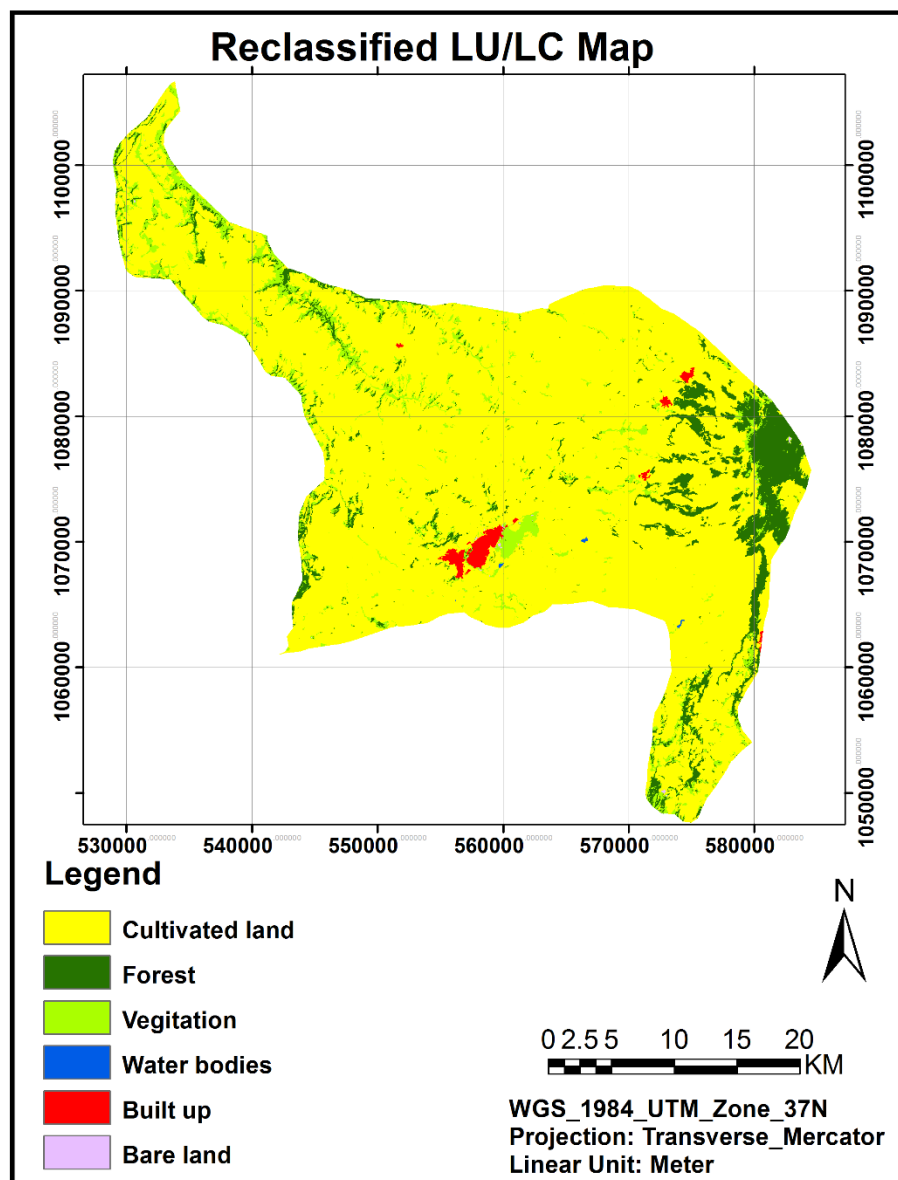 Reclassified LU/LC Map
1100000
1090000
1080000
1070000
1060000
1050000
1100000
1090000
1080000
1070000
1060000
1050000
530000
540000
550000
560000
570000
580000
Legend
Cultivated land
Forest
Vegitation
Water bodies
Built up
Bare land
N
0 2.5 5 10 15 20
KM
WGS_1984_UTM_Zone_37N
Projection: Transverse_Mercator
Linear Unit: Meter